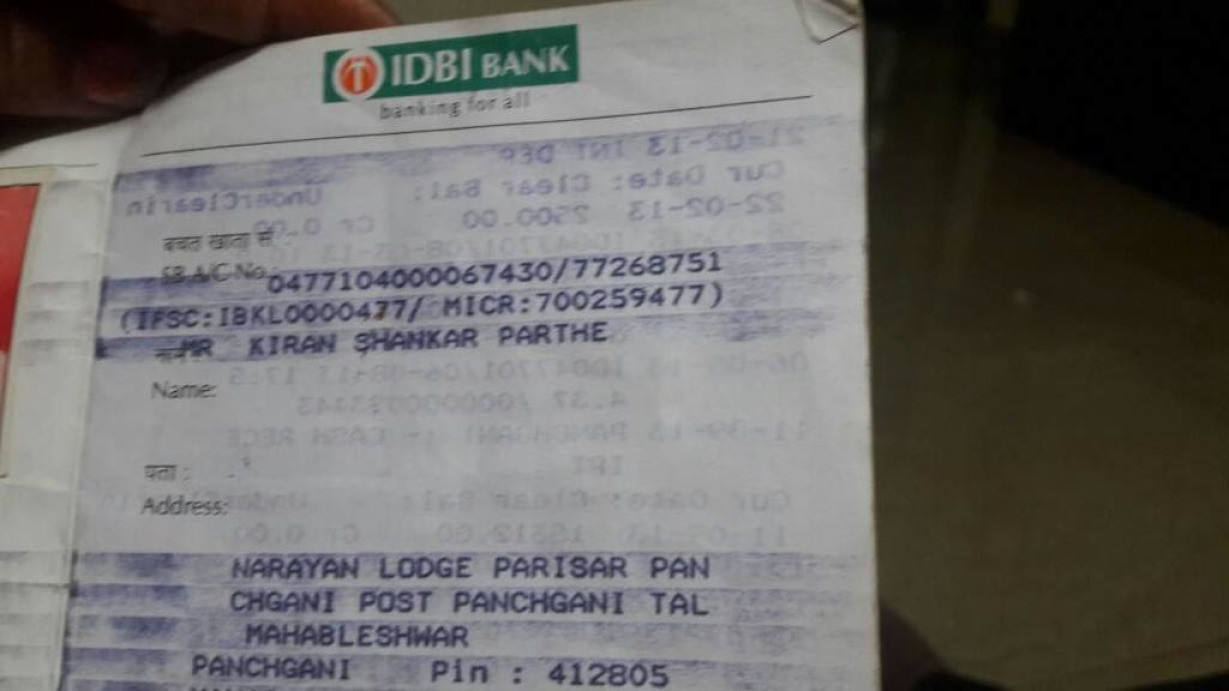 IDBI BANK
banking for all
बचत खाता सं :
SB A/C No.: 0477104000067430/77268751
(IFSC:IBKL0000477/ MICR:700259477)
MR KIRAN SHANKAR PARTHE
Name:
पता :
Address:
NARAYAN LODGE PARISAR PAN
CHGANI POST PANCHGANI TAL
MAHABLESHWAR
PANCHGANI Pin : 412805